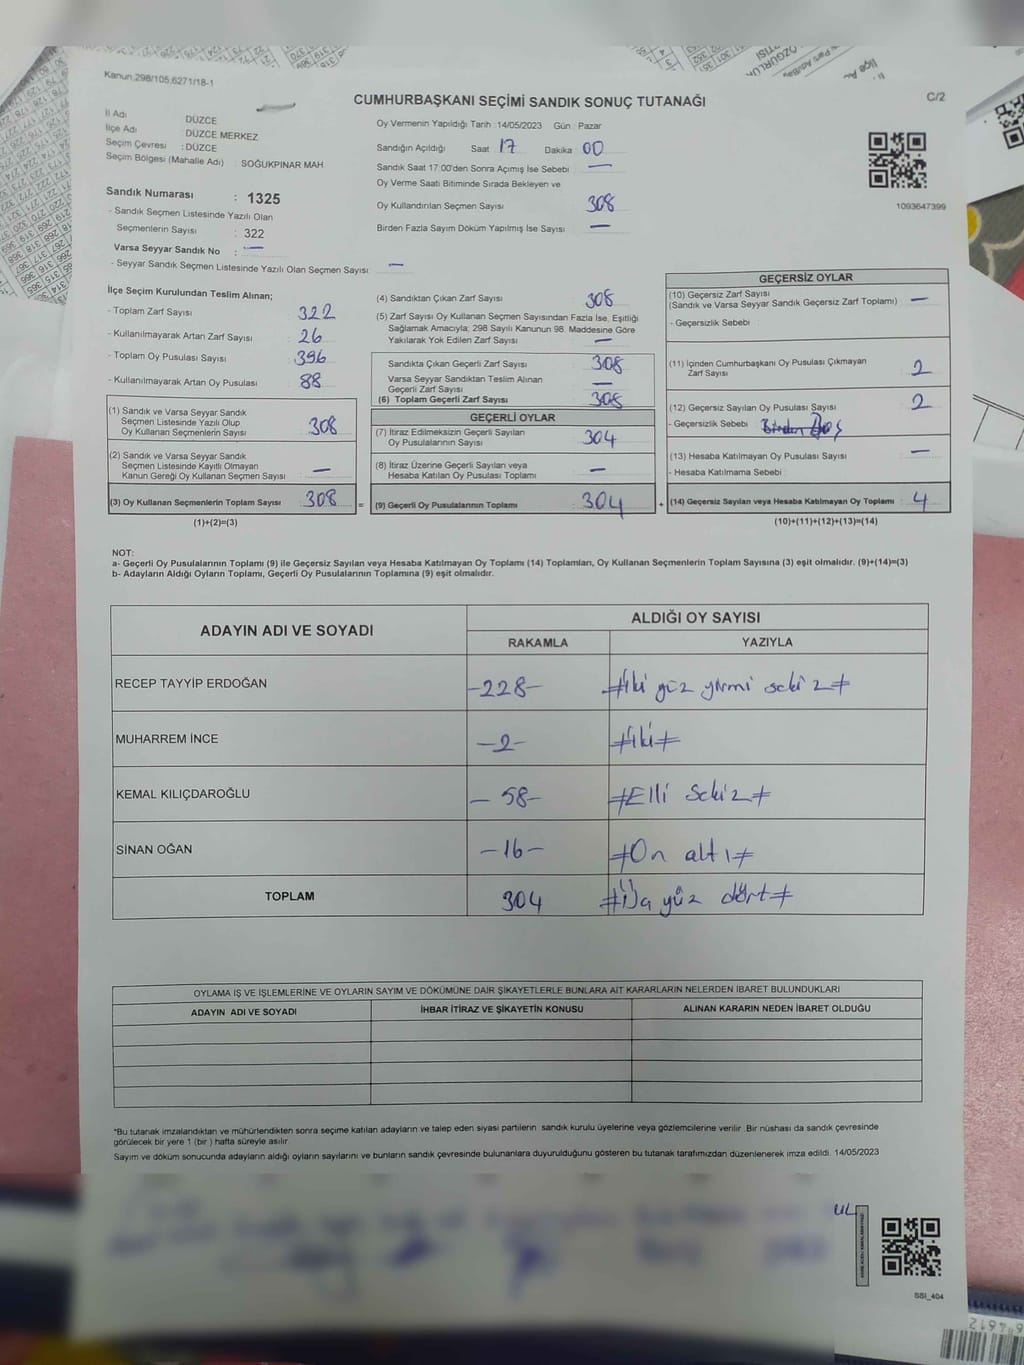 Kanun.298/105;6271/18-1
CUMHURBAŞKANI SEÇİMİ SANDIK SONUÇ TUTANAĞI
C/2
İl Adı DÜZCE
İlçe Adı DÜZCE MERKEZ
Seçim Çevresi : DÜZCE
Seçim Bölgesi (Mahalle Adı) : SOĞUKPINAR MAH
Sandık Numarası : 1325
- Sandık Seçmen Listesinde Yazılı Olan
Seçmenlerin Sayısı : 322
Varsa Seyyar Sandık No : —
- Seyyar Sandık Seçmen Listesinde Yazılı Olan Seçmen Sayısı : —
Oy Vermenin Yapıldığı Tarih :14/05/2023 Gün : Pazar
Sandığın Açıldığı Saat 17 Dakika 00
Sandık Saat 17:00'den Sonra Açımış İse Sebebi —
Oy Verme Saati Bitiminde Sırada Bekleyen ve
Oy Kullandırılan Seçmen Sayısı 308
Birden Fazla Sayım Döküm Yapılmış İse Sayısı —
1093647399
İlçe Seçim Kurulundan Teslim Alınan;
- Toplam Zarf Sayısı 322
- Kullanılmayarak Artan Zarf Sayısı 26
- Toplam Oy Pusulası Sayısı 396
- Kullanılmayarak Artan Oy Pusulası 88
(1) Sandık ve Varsa Seyyar Sandık
Seçmen Listesinde Yazılı Olup
Oy Kullanan Seçmenlerin Sayısı 308
(2) Sandık ve Varsa Seyyar Sandık
Seçmen Listesinde Kayıtlı Olmayan
Kanun Gereği Oy Kullanan Seçmen Sayısı —
(3) Oy Kullanan Seçmenlerin Toplam Sayısı 308
(1)+(2)=(3)
(4) Sandıktan Çıkan Zarf Sayısı 308
(5) Zarf Sayısı Oy Kullanan Seçmen Sayısından Fazla İse, Eşitliği
Sağlamak Amacıyla; 298 Sayılı Kanunun 98. Maddesine Göre
Yakılarak Yok Edilen Zarf Sayısı —
Sandıkta Çıkan Geçerli Zarf Sayısı 308
Varsa Seyyar Sandıktan Teslim Alınan
Geçerli Zarf Sayısı —
(6) Toplam Geçerli Zarf Sayısı 308
GEÇERLİ OYLAR
(7) İtiraz Edilmeksizin Geçerli Sayılan
Oy Pusulalarının Sayısı 304
(8) İtiraz Üzerine Geçerli Sayılan veya
Hesaba Katılan Oy Pusulası Toplamı —
= (9) Geçerli Oy Pusulalarının Toplamı 304
GEÇERSİZ OYLAR
(10) Geçersiz Zarf Sayısı
(Sandık ve Varsa Seyyar Sandık Geçersiz Zarf Toplamı) —
- Geçersizlik Sebebi :
(11) İçinden Cumhurbaşkanı Oy Pusulası Çıkmayan
Zarf Sayısı 2
(12) Geçersiz Sayılan Oy Pusulası Sayısı 2
- Geçersizlik Sebebi Boş
(13) Hesaba Katılmayan Oy Pusulası Sayısı —
- Hesaba Katılmama Sebebi :
+ (14) Geçersiz Sayılan veya Hesaba Katılmayan Oy Toplamı : 4
(10)+(11)+(12)+(13)=(14)
NOT:
a- Geçerli Oy Pusulalarının Toplamı (9) ile Geçersiz Sayılan veya Hesaba Katılmayan Oy Toplamı (14) Toplamları, Oy Kullanan Seçmenlerin Toplam Sayısına (3) eşit olmalıdır. (9)+(14)=(3)
b- Adayların Aldığı Oyların Toplamı, Geçerli Oy Pusulalarının Toplamına (9) eşit olmalıdır.
ADAYIN ADI VE SOYADI ALDIĞI OY SAYISI
RAKAMLA YAZIYLA
RECEP TAYYİP ERDOĞAN -228- #iki yüz yirmi sekiz#
MUHARREM İNCE -2- #iki#
KEMAL KILIÇDAROĞLU -58- #Elli Sekiz#
SİNAN OĞAN -16- #On altı#
TOPLAM 304 yüz dört#
OYLAMA İŞ VE İŞLEMLERİNE VE OYLARIN SAYIM VE DÖKÜMÜNE DAİR ŞİKAYETLERLE BUNLARA AİT KARARLARIN NELERDEN İBARET BULUNDUKLARI
ADAYIN ADI VE SOYADI İHBAR İTİRAZ VE ŞİKAYETİN KONUSU ALINAN KARARIN NEDEN İBARET OLDUĞU
*Bu tutanak imzalandıktan ve mühürlendikten sonra seçime katılan adayların ve talep eden siyasi partilerin sandık kurulu üyelerine veya gözlemcilerine verilir .Bir nüshası da sandık çevresinde
görülecek bir yere 1 (bir ) hafta süreyle asılır.
Sayım ve döküm sonucunda adayların aldığı oyların sayılarını ve bunların sandık çevresinde bulunanlara duyurulduğunu gösteren bu tutanak tarafımızdan düzenlenerek imza edildi. 14/05/2023
UL
SSI_404